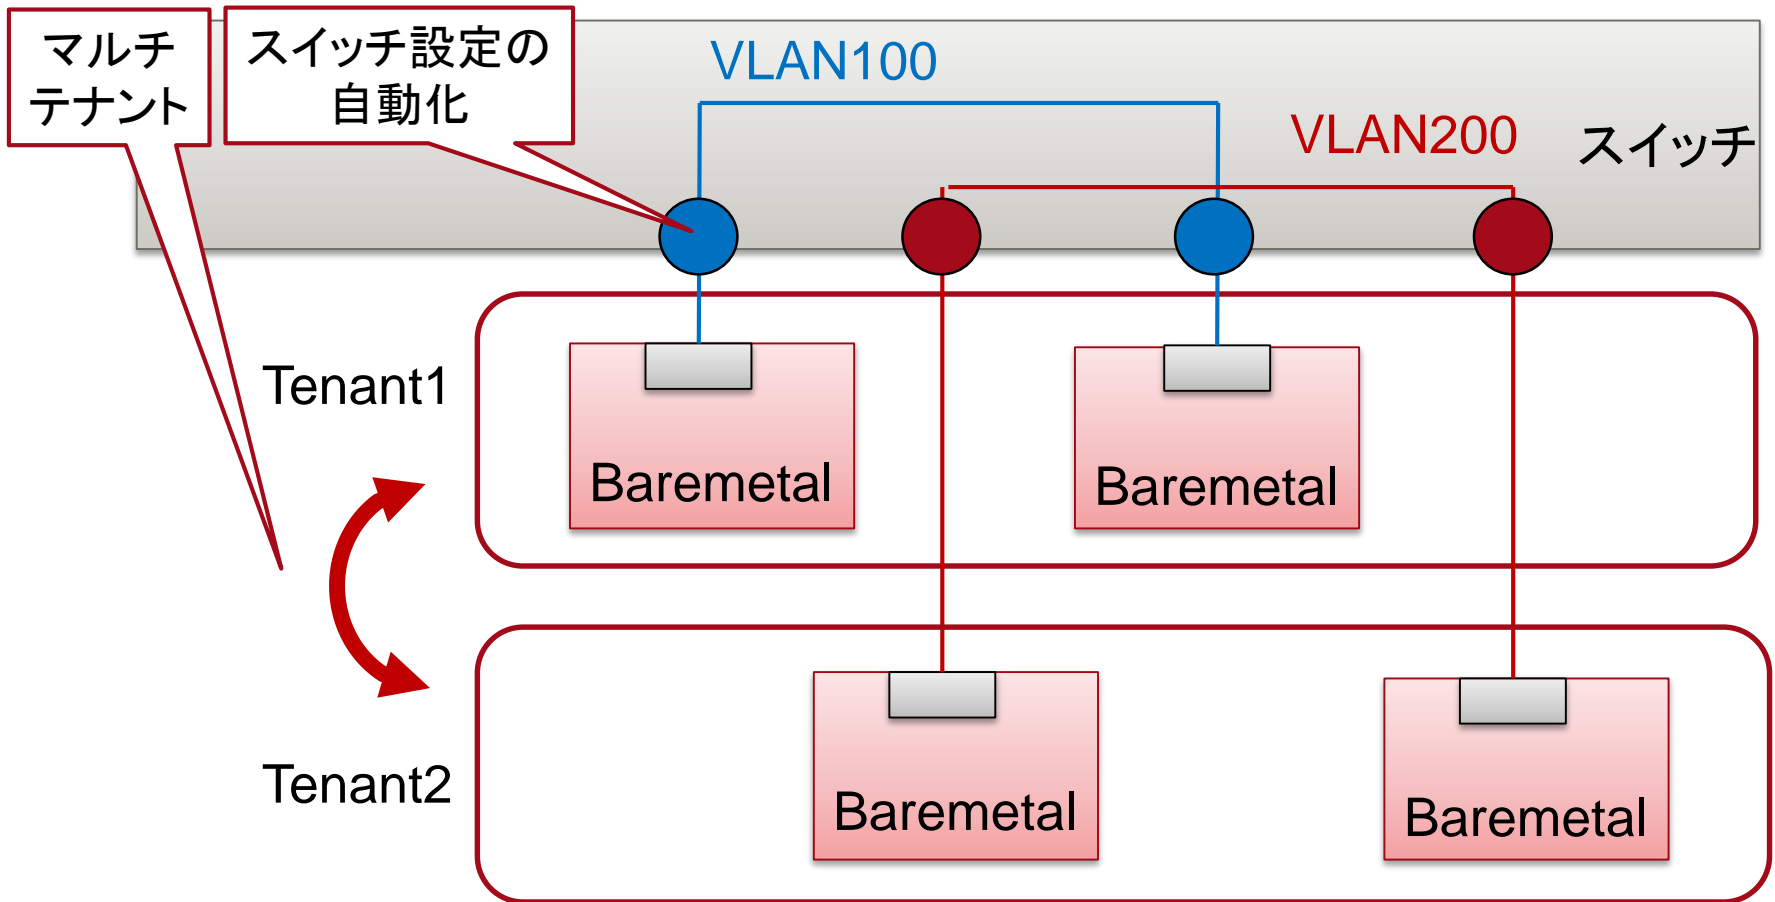 マルチ
テナント
スイッチ設定の
自動化
VLAN100
VLAN200
スイッチ
Tenant1
Baremetal
Baremetal
Tenant2
Baremetal
Baremetal